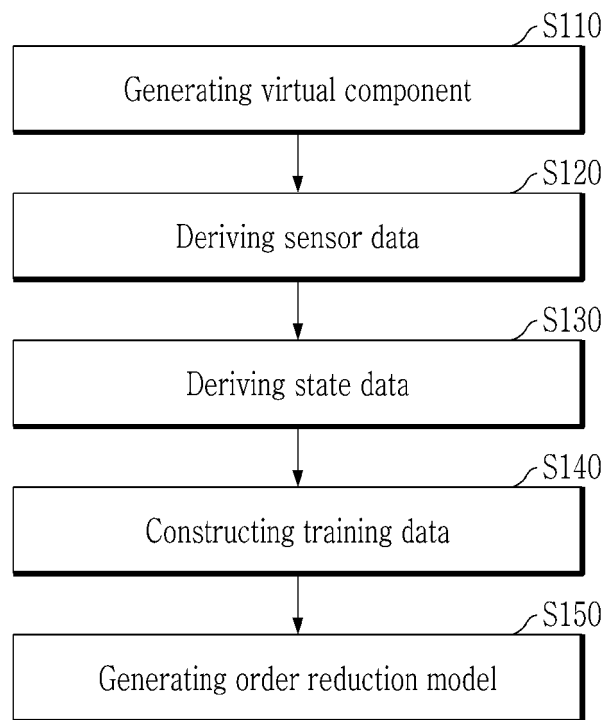 S110
Generating virtual component
S120
Deriving sensor data
S130
Deriving state data
S140
Constructing training data
S150
Generating order reduction model